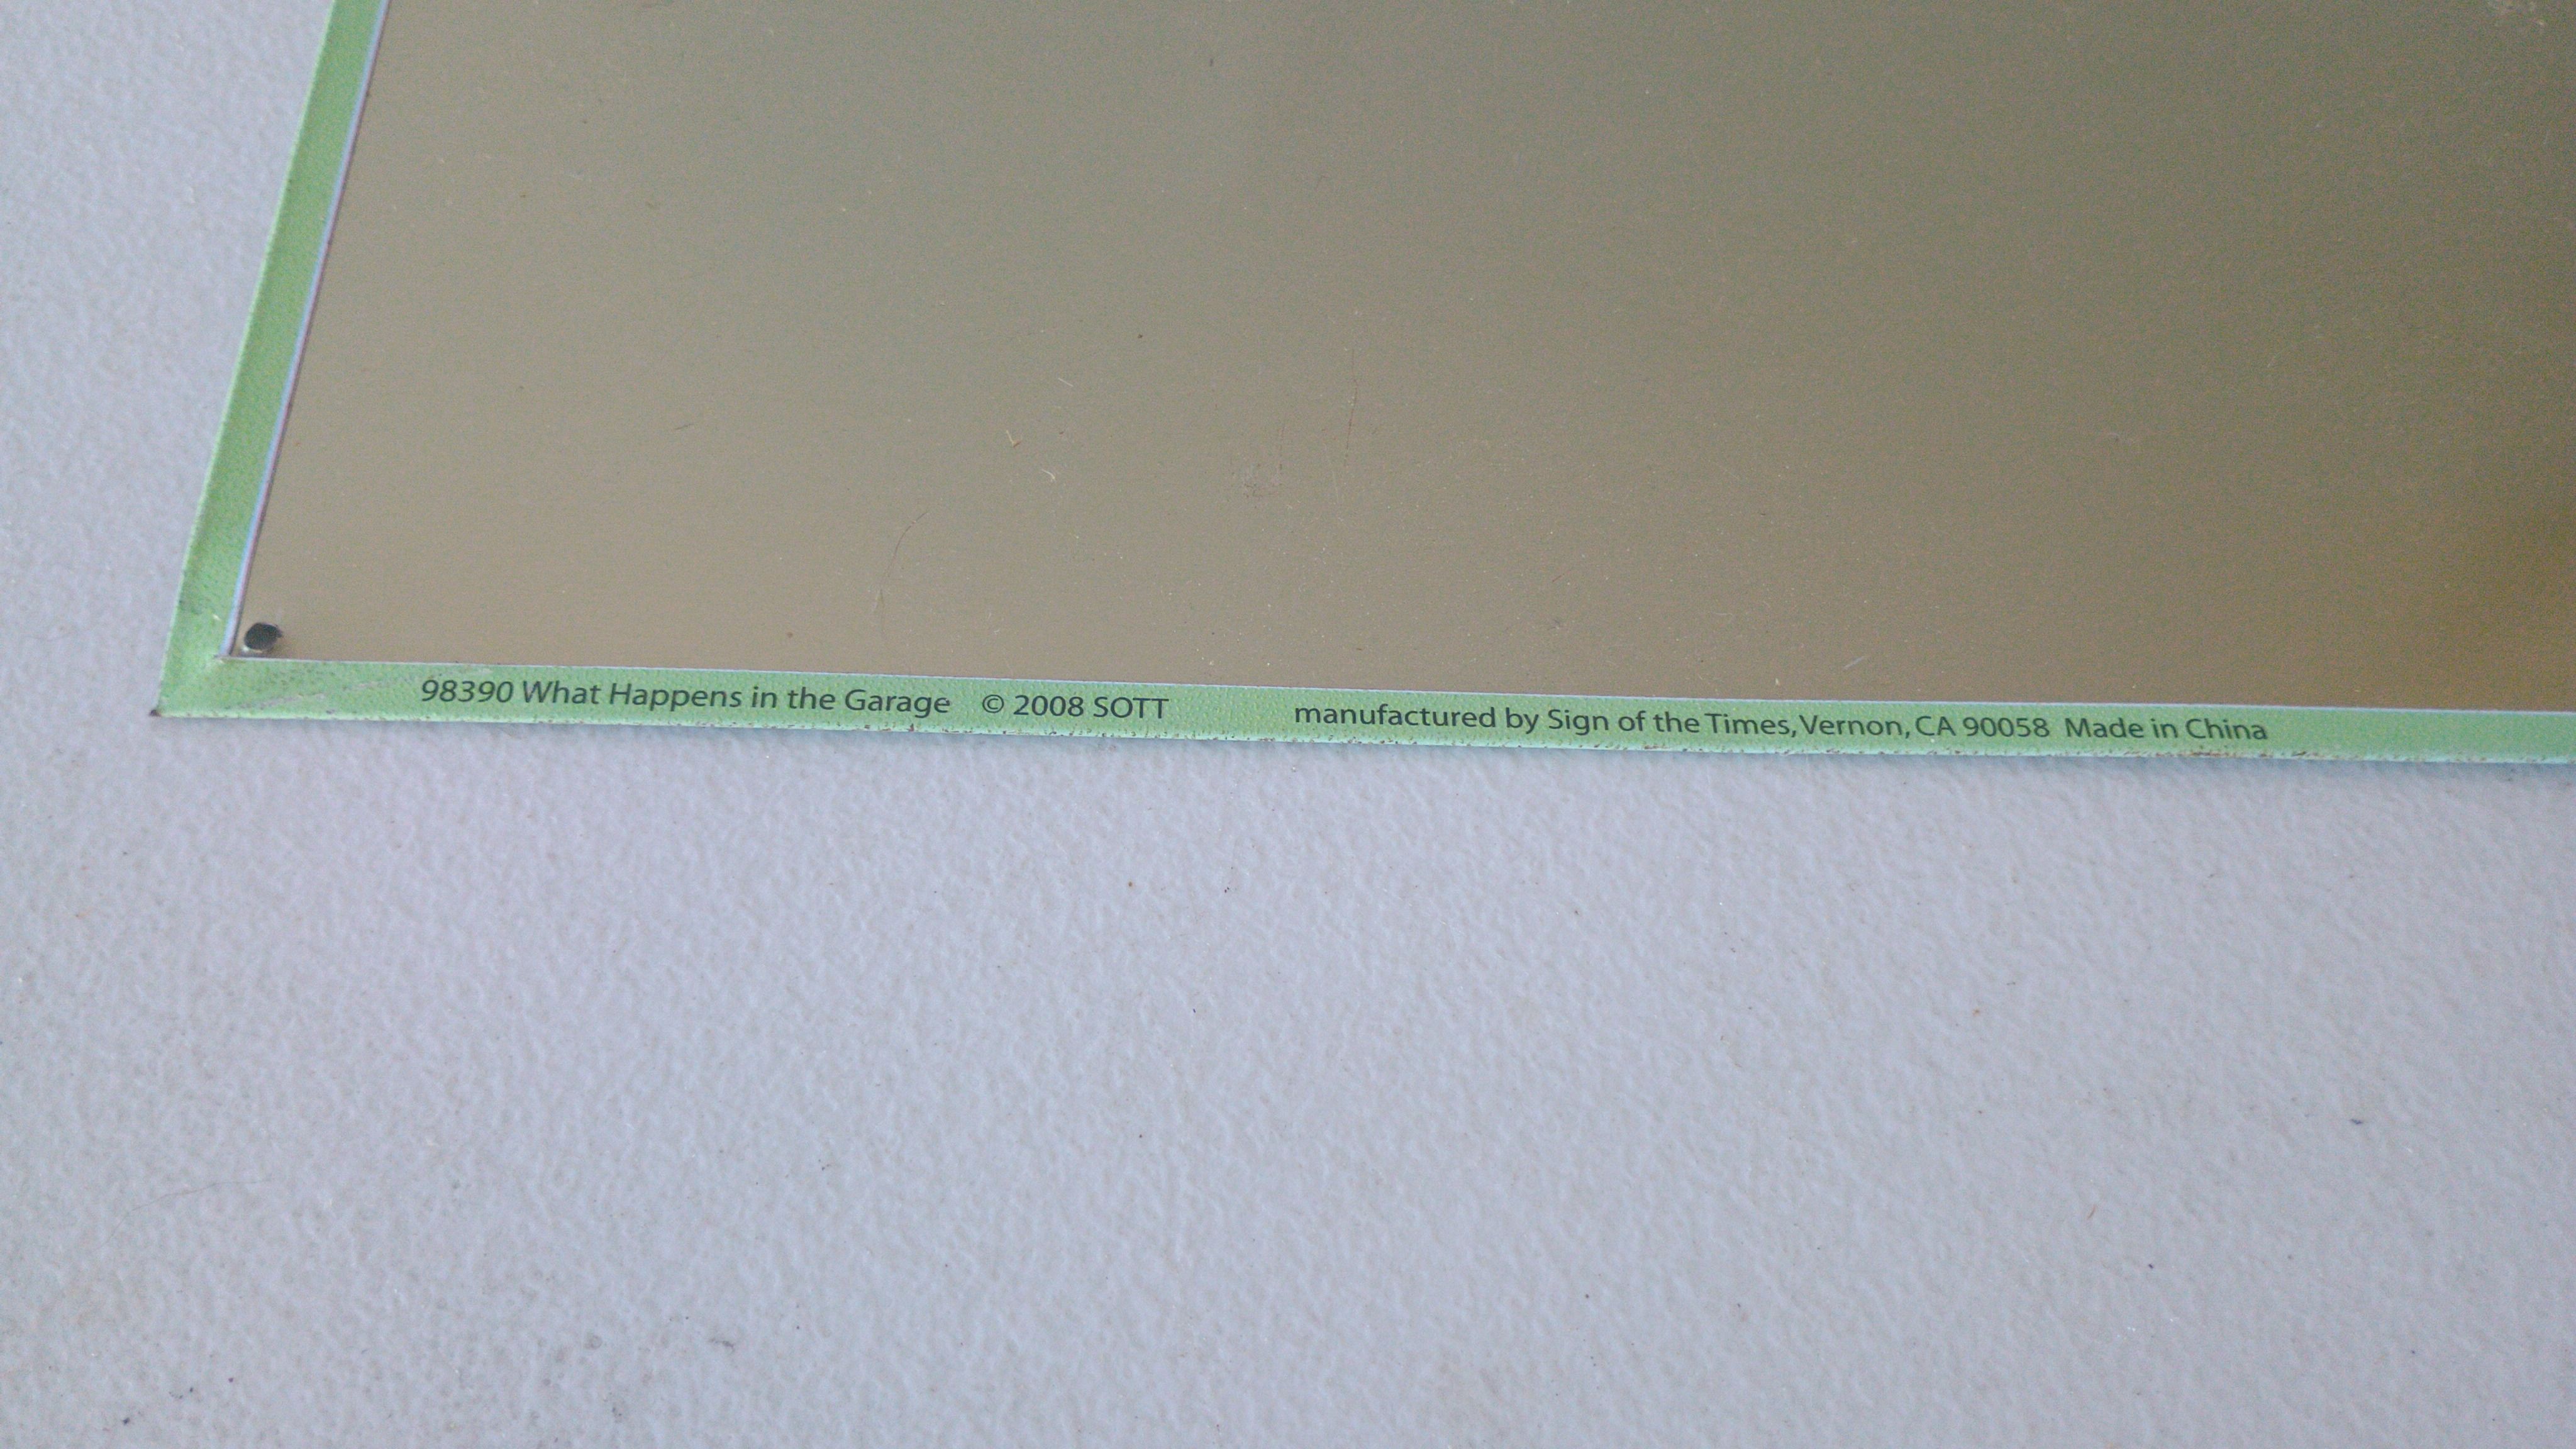 98390 What Happens in the Garage © 2008 SOTT manufactured by Sign of the Times, Vernon, CA 90058 Made in China